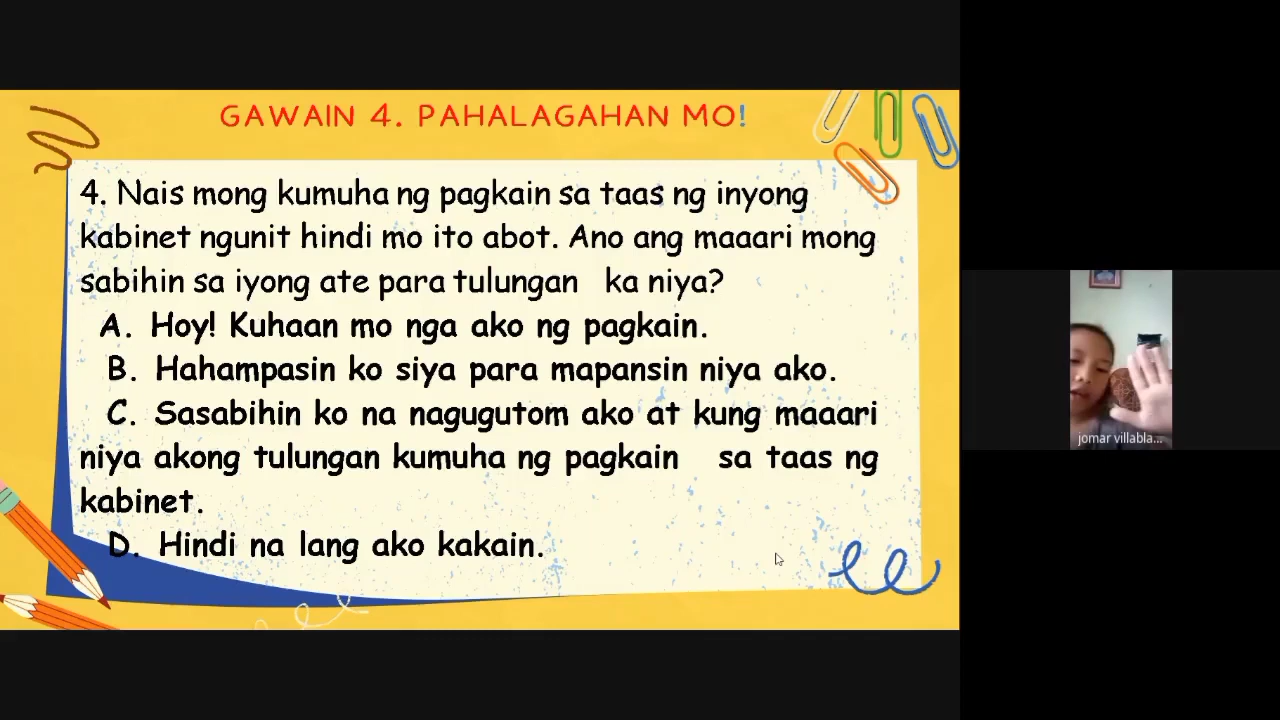 GAWAIN 4. PAHALAGAHAN MO!
4. Nais mong kumuha ng pagkain sa taas ng inyong
kabinet ngunit hindi mo ito abot. Ano ang maaari mong
sabihin sa iyong ate para tulungan ka niya?
A. Hoy! Kuhaan mo nga ako ng pagkain.
B. Hahampasin ko siya para mapansin niya ako.
C. Sasabihin ko na nagugutom ako at kung maaari
niya akong tulungan kumuha ng pagkain sa taas ng
kabinet.
D. Hindi na lang ako kakain.
jomar villabla...